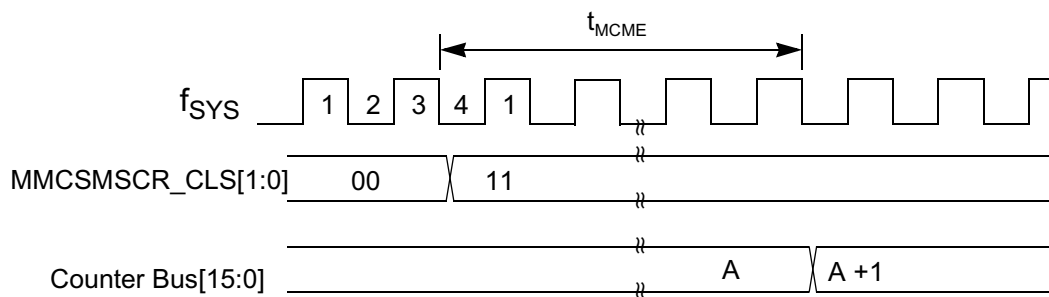 tMCME
fSYS 1 2 3 4 1
MMCSMSCR_CLS[1:0] 00 11
Counter Bus[15:0] A A +1